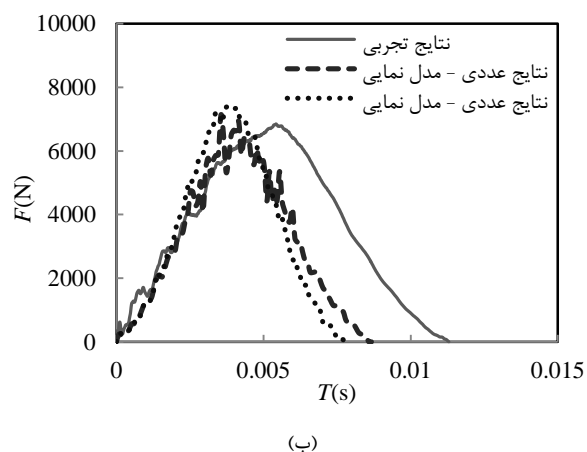 10000
8000
6000
4000
2000
0
F(N)
نتایج تجربی
نتایج عددی - مدل نمایی
نتایج عددی - مدل نمایی
0 0.005 0.01 0.015
T(s)
(ب)